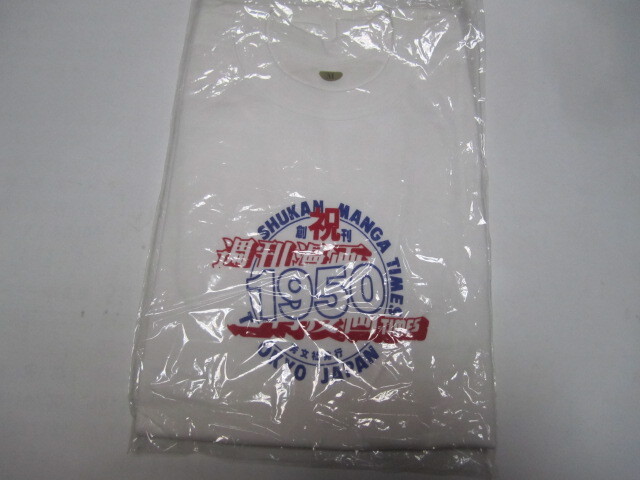 SHUKAN MANGA TIMES
祝
創刊
週刊漫画
1950
TIMES
TOKYO JAPAN